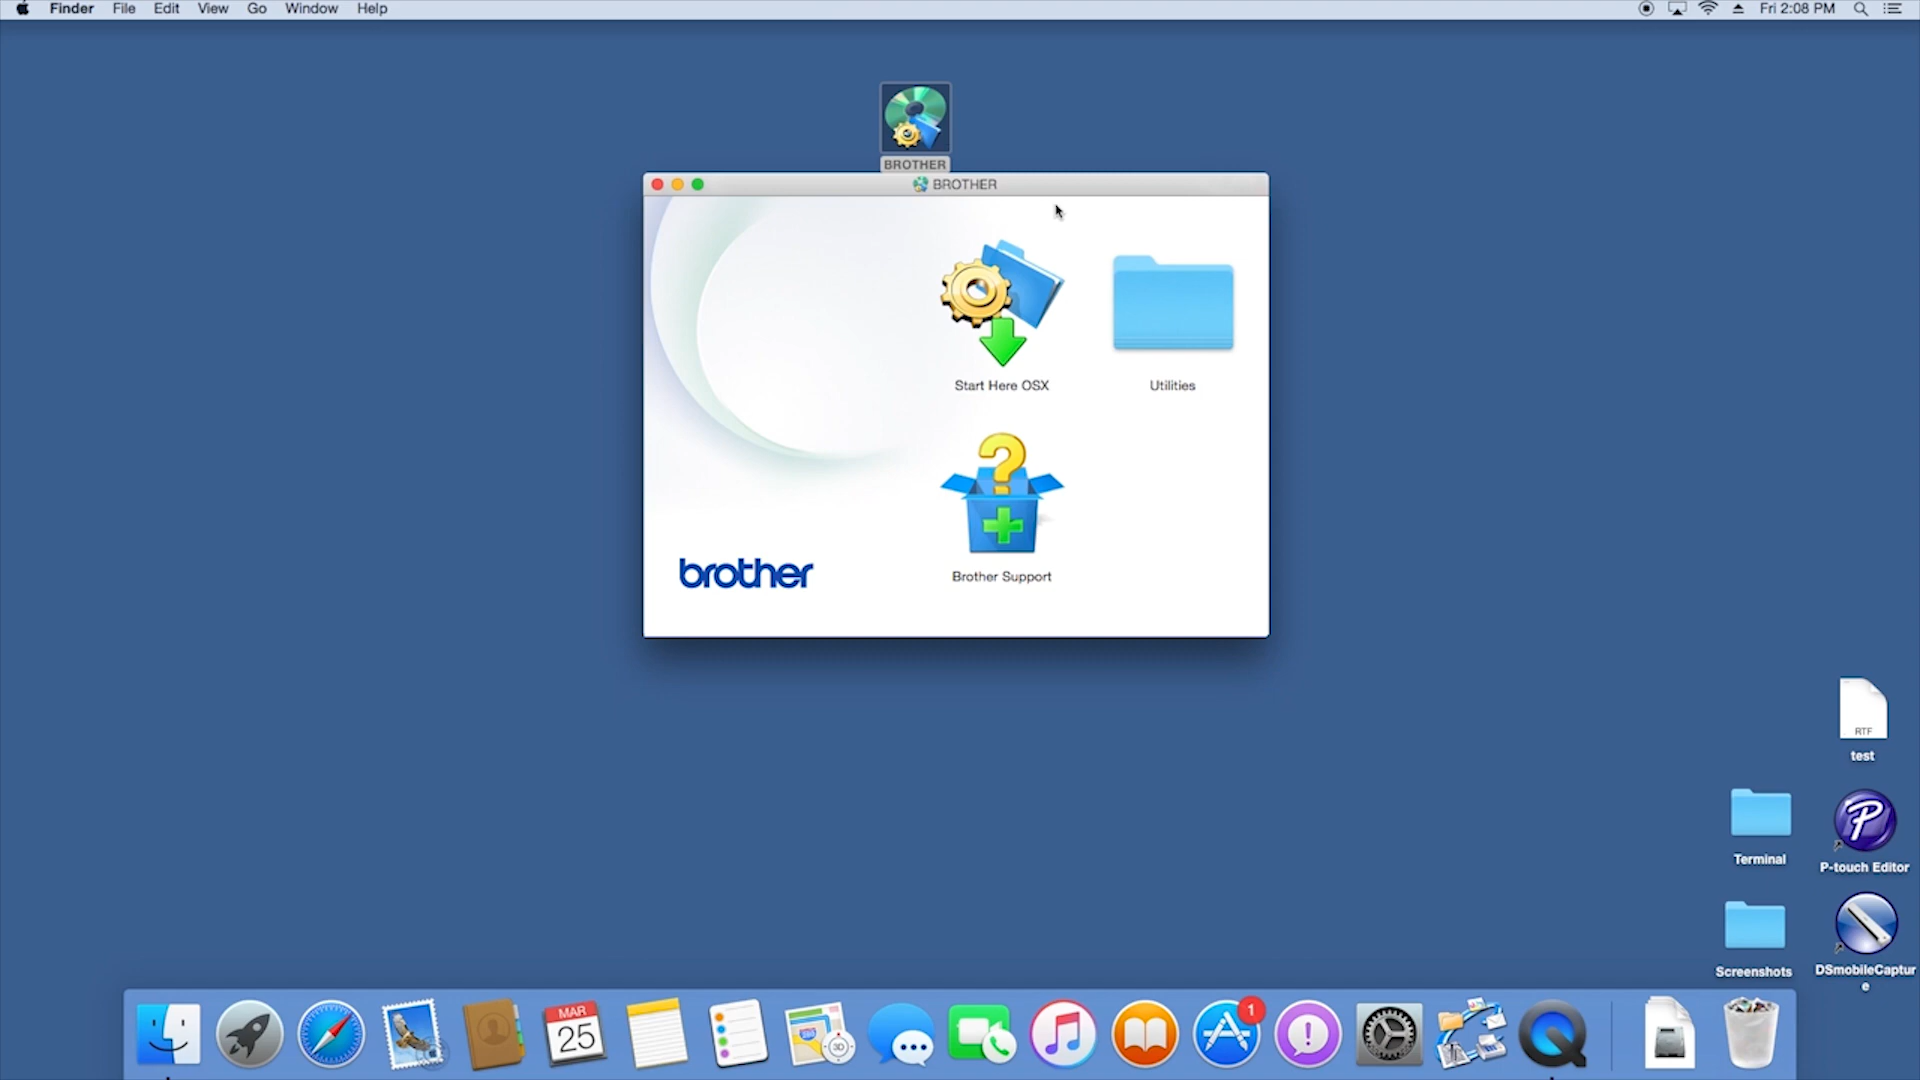 Finder File Edit View Go Window Help Fri 2:08 PM
BROTHER
BROTHER
Start Here OSX
Utilities
Brother Support
brother
RTF
test
Terminal
P-touch Editor
Screenshots
DSmobileCaptur
e
MAR
25
3D
1